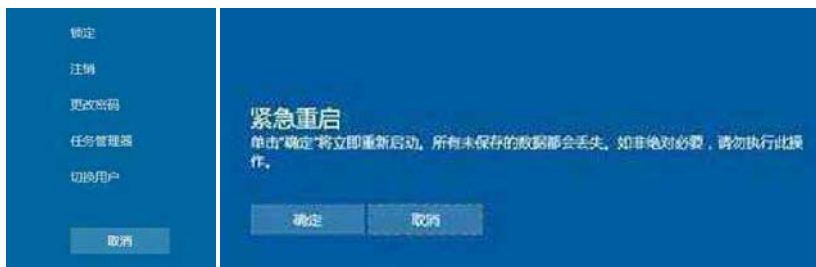 锁定
注销
更改密码
任务管理器
切换用户
取消
紧急重启
单击"确定"将立即重新启动。所有未保存的数据都会丢失。如非绝对必要，请勿执行此操
作。
确定
取消